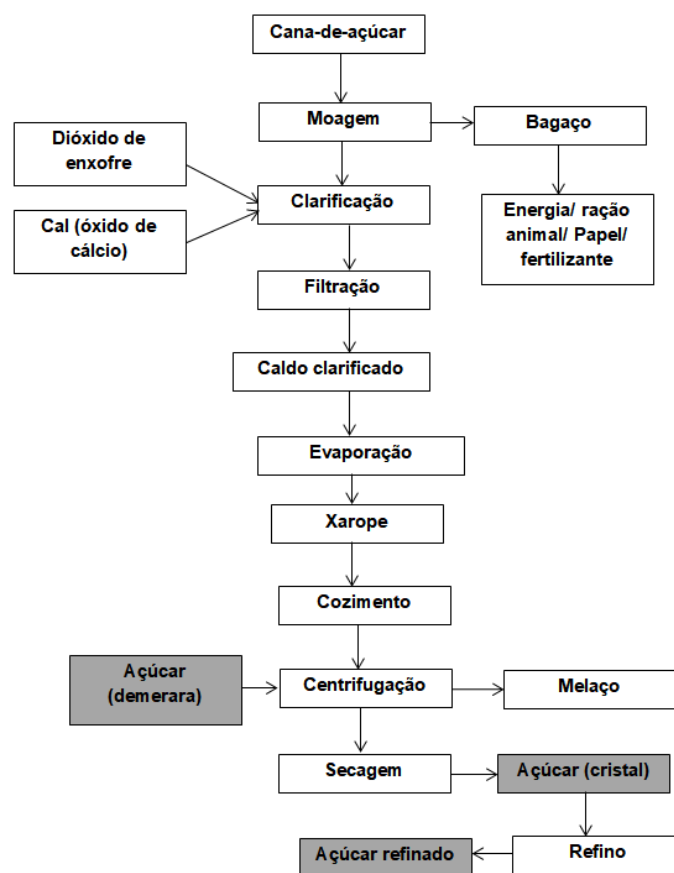 Cana-de-açúcar
Moagem
Bagaço
Dióxido de
enxofre
Clarificação
Cal (óxido de
cálcio)
Energia/ ração
animal/ Papel/
fertilizante
Filtração
Caldo clarificado
Evaporação
Xarope
Cozimento
Açúcar
(demerara)
Centrifugação
Melaço
Secagem
Açúcar (cristal)
Açúcar refinado
Refino